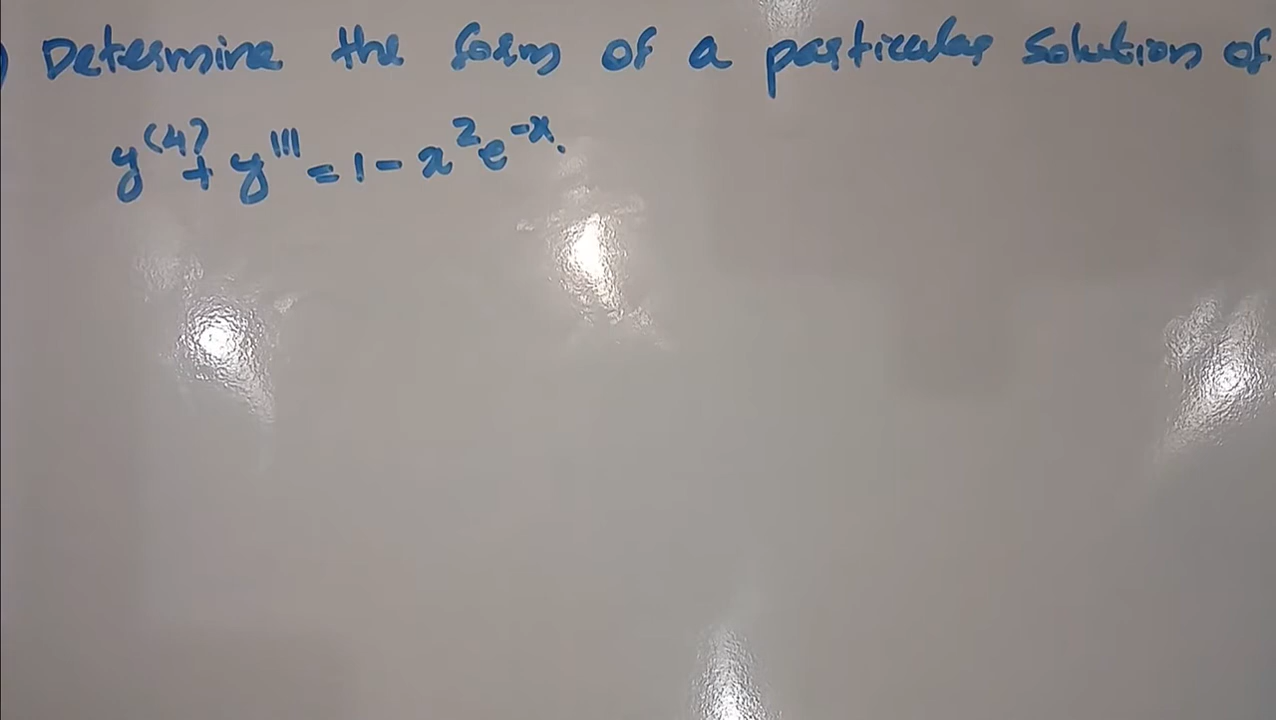 ) Determine the form of a particular solution of
y⁽⁴⁾ + y''' = 1 - x²e⁻ˣ.